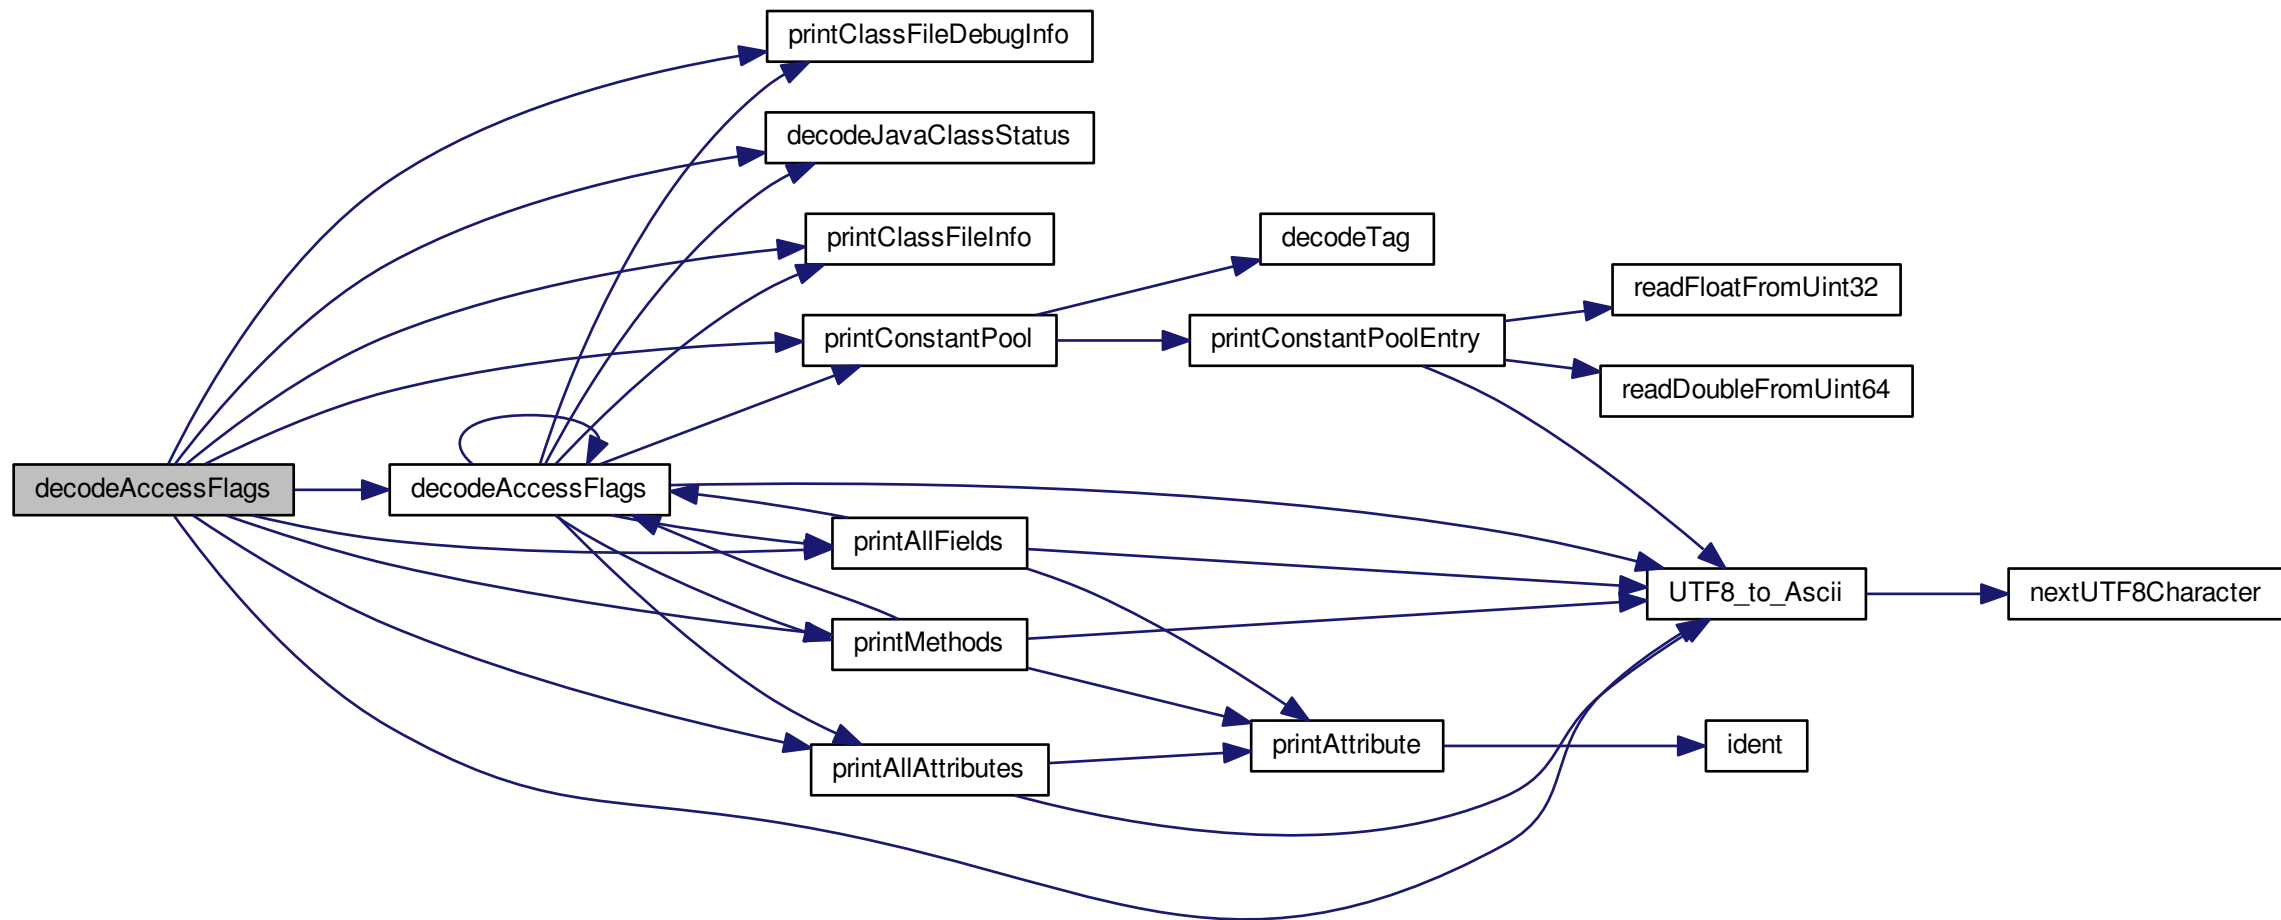 printClassFileDebugInfo
decodeJavaClassStatus
printClassFileInfo
decodeTag
readFloatFromUint32
printConstantPool
printConstantPoolEntry
readDoubleFromUint64
decodeAccessFlags
decodeAccessFlags
printAllFields
UTF8_to_Ascii
nextUTF8Character
printMethods
printAttribute
ident
printAllAttributes